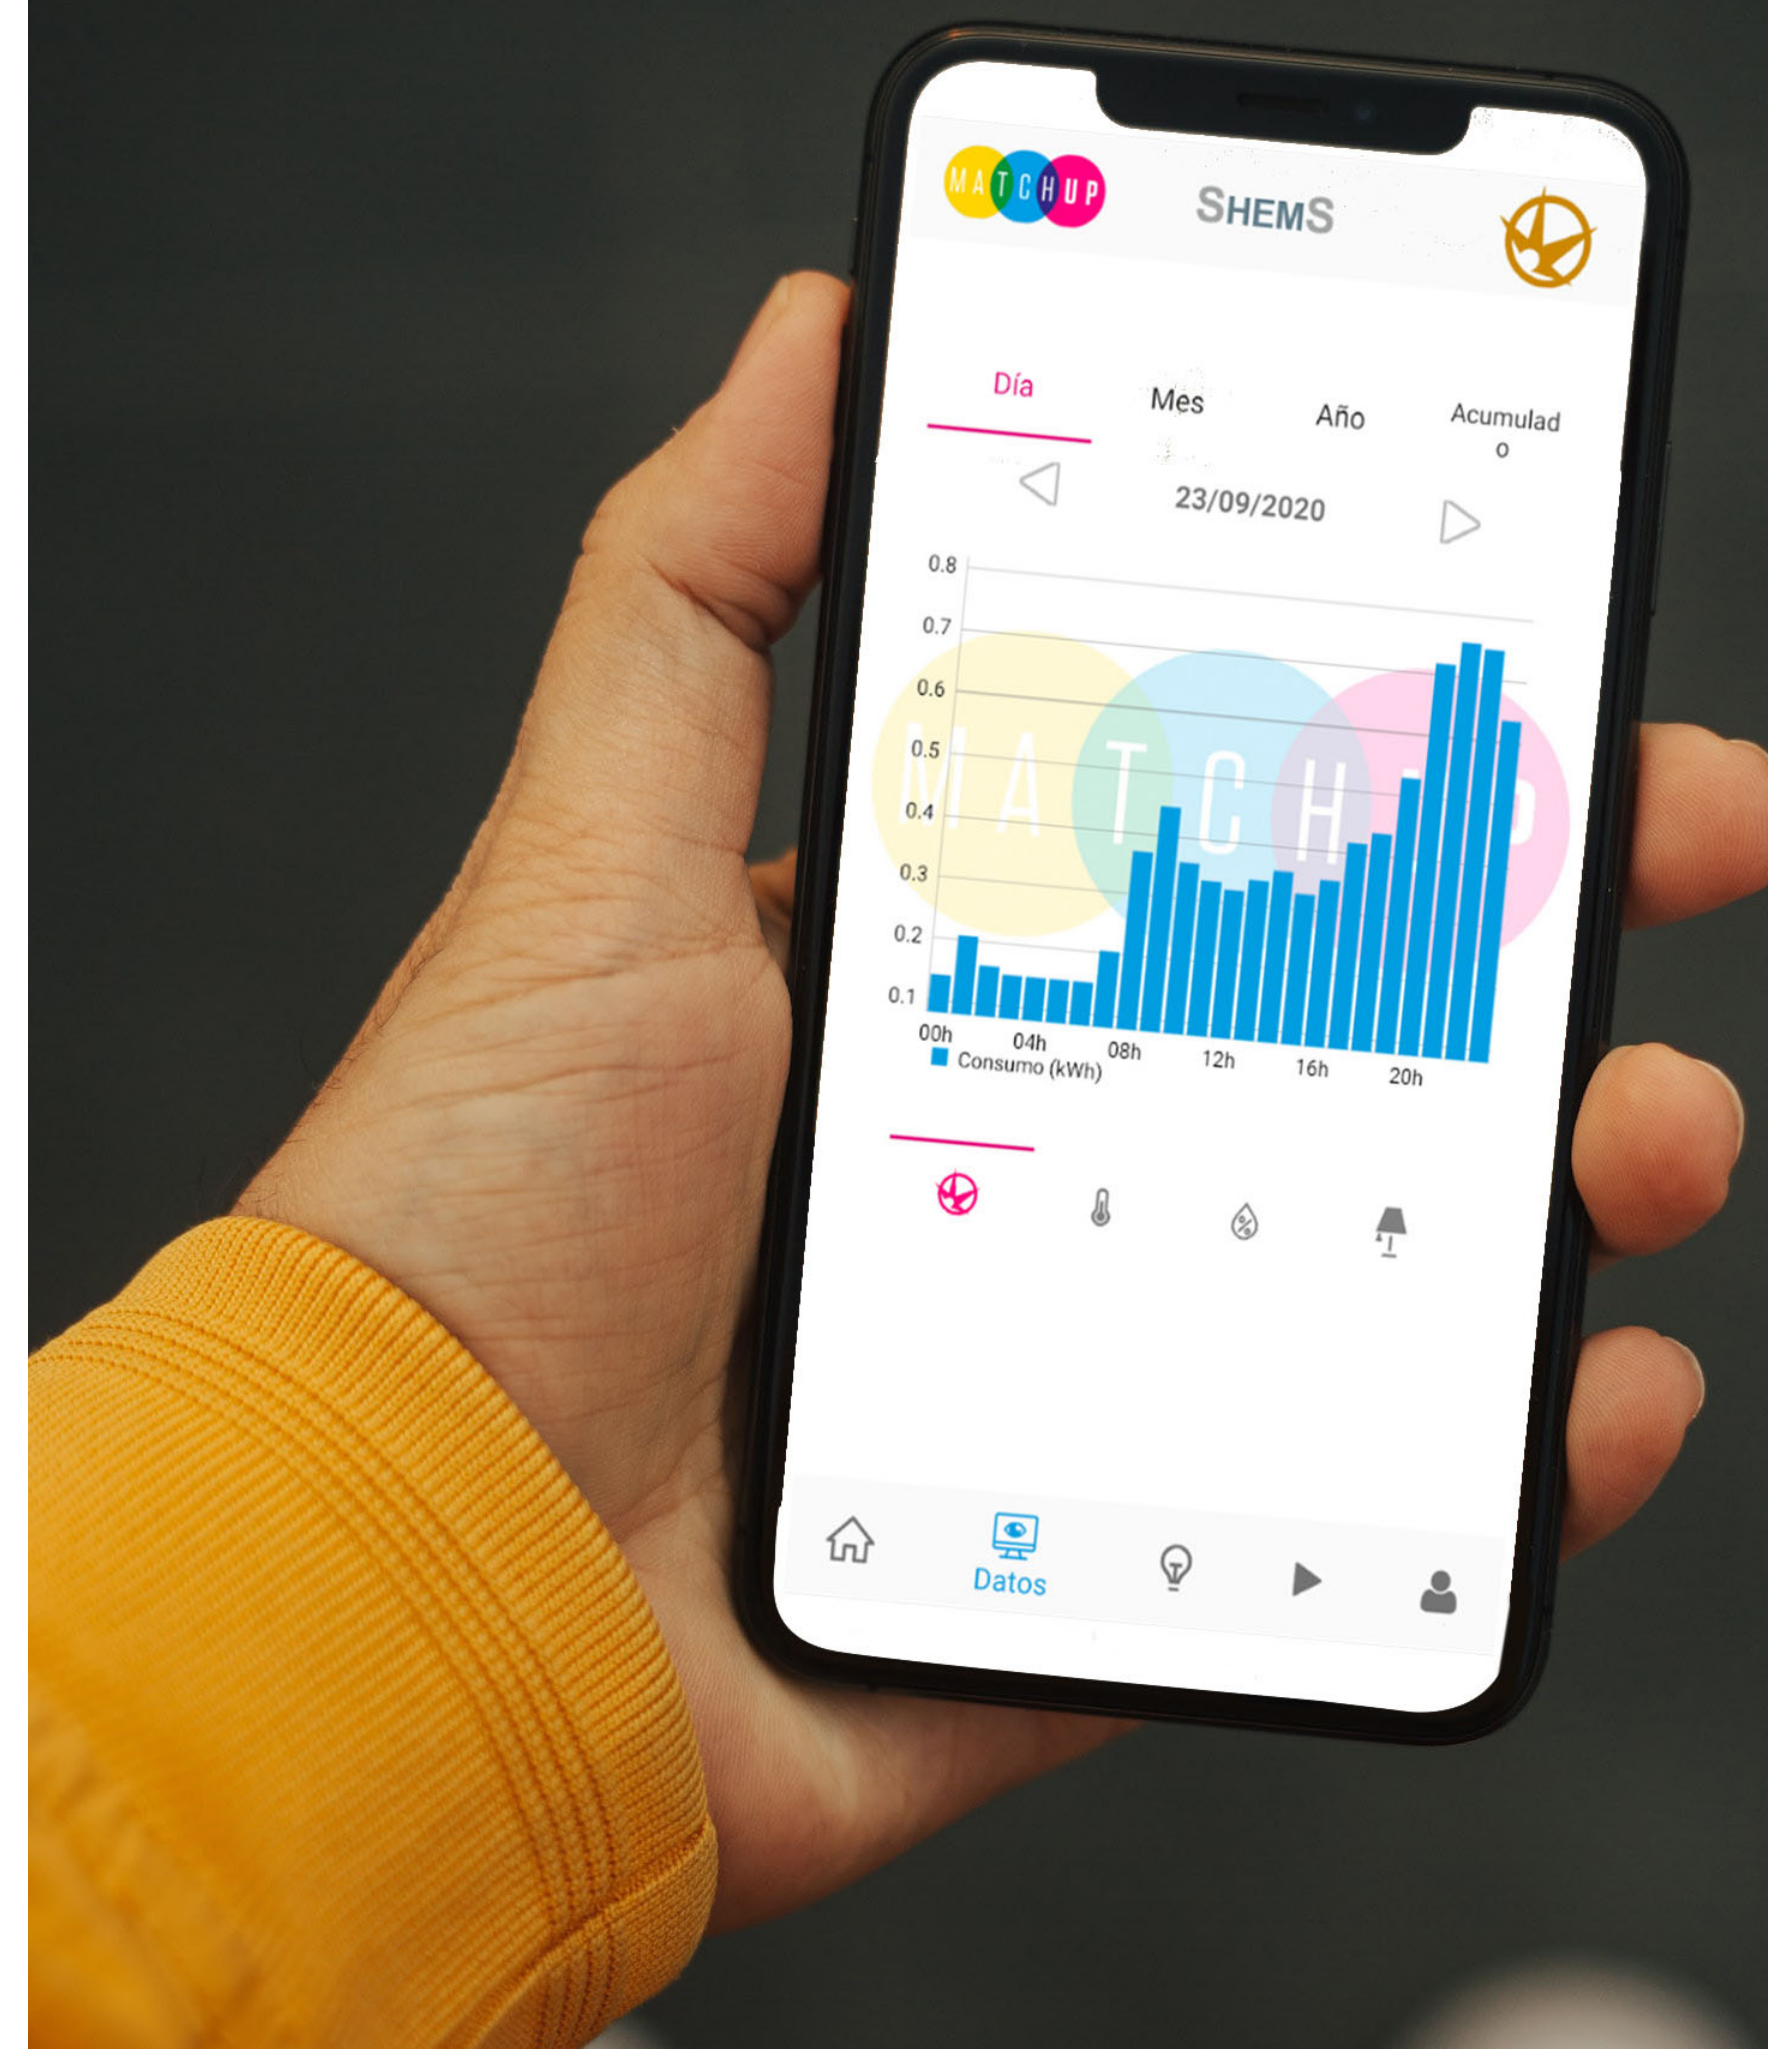 MATCHUP
SHEMS
Día
Mes
Año
Acumulad
o
23/09/2020
0.8
0.7
0.6
0.5
0.4
0.3
0.2
0.1
MATCHUP
00h
04h
08h
12h
16h
20h
Consumo (kWh)
%
Datos